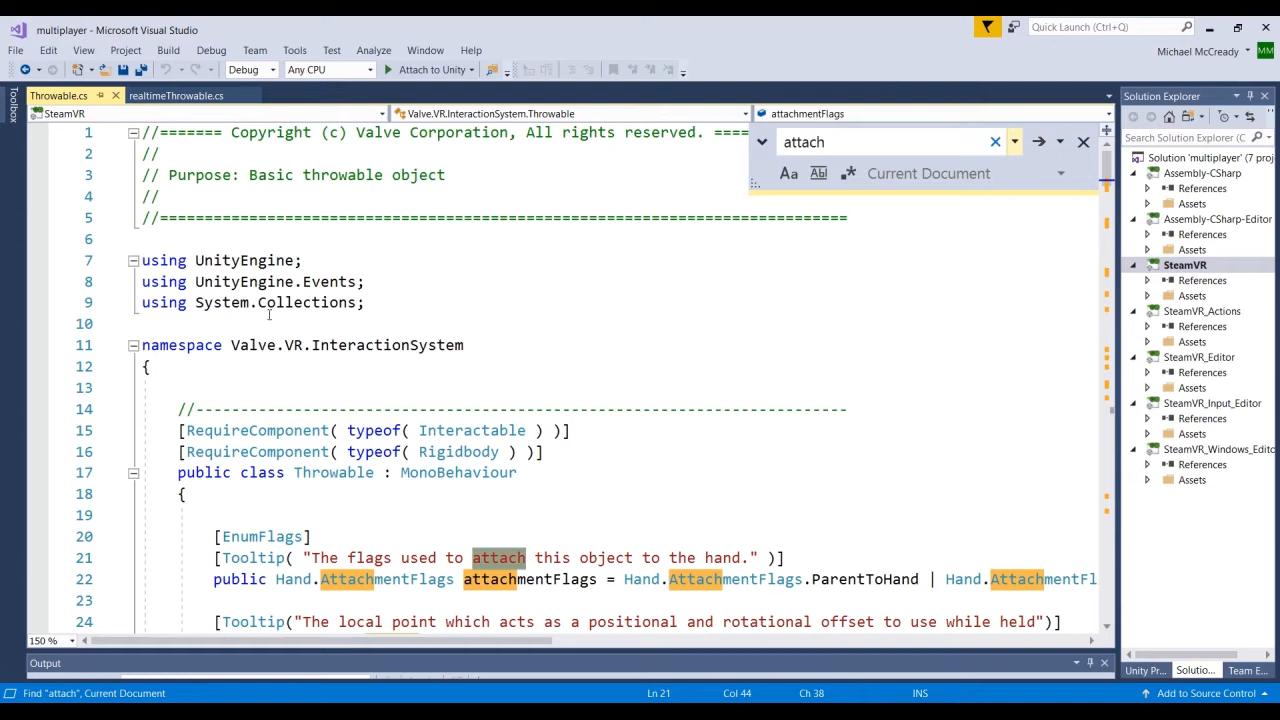 multiplayer - Microsoft Visual Studio
Quick Launch (Ctrl+Q)
File Edit View Project Build Debug Team Tools Test Analyze Window Help
Michael McCready MM
Debug Any CPU Attach to Unity
Toolbox
Throwable.cs realtimeThrowable.cs
SteamVR Valve.VR.InteractionSystem.Throwable attachmentFlags
attach
Aa Abl Current Document
1 //======= Copyright (c) Valve Corporation, All rights reserved. ====
2 //
3 // Purpose: Basic throwable object
4 //
5 //=============================================================================
6
7 using UnityEngine;
8 using UnityEngine.Events;
9 using System.Collections;
10
11 namespace Valve.VR.InteractionSystem
12 {
13
14 //-------------------------------------------------------------------------
15 [RequireComponent( typeof( Interactable ) )]
16 [RequireComponent( typeof( Rigidbody ) )]
17 public class Throwable : MonoBehaviour
18 {
19
20 [EnumFlags]
21 [Tooltip( "The flags used to attach this object to the hand." )]
22 public Hand.AttachmentFlags attachmentFlags = Hand.AttachmentFlags.ParentToHand | Hand.AttachmentFl
23
24 [Tooltip("The local point which acts as a positional and rotational offset to use while held")]
150 %
Output
Solution Explorer
Search Solution Explorer (C
Solution 'multiplayer' (7 proj
Assembly-CSharp
References
Assets
Assembly-CSharp-Editor
References
Assets
SteamVR
References
Assets
SteamVR_Actions
References
Assets
SteamVR_Editor
References
Assets
SteamVR_Input_Editor
References
Assets
SteamVR_Windows_Edito
References
Assets
Unity Pr... Solutio... Team E...
Find "attach", Current Document Ln 21 Col 44 Ch 38 INS Add to Source Control